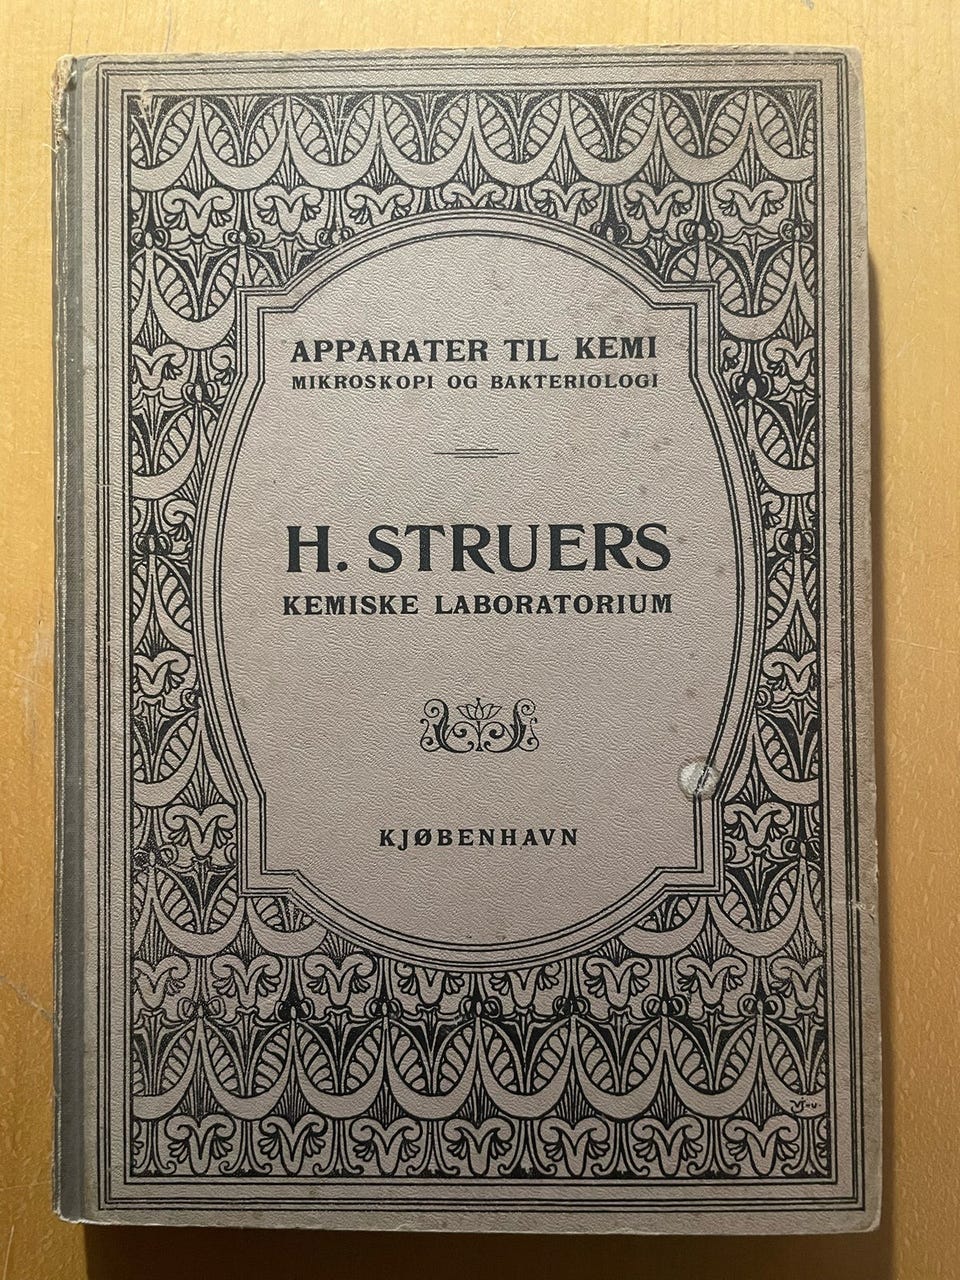 APPARATER TIL KEMI
MIKROSKOPI OG BAKTERIOLOGI
H. STRUERS
KEMISKE LABORATORIUM
KJØBENHAVN